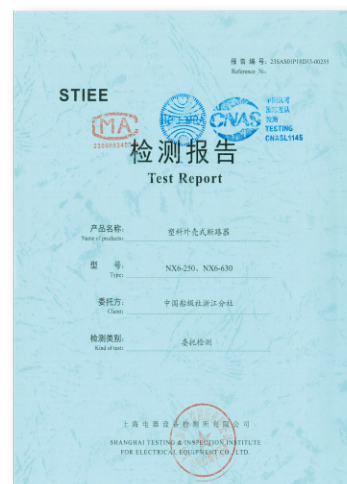 报 告 编 号:
Reference No.
STIEE
MA
ilac-MRA
CNAS
TESTING
CNASL1145
检测报告
Test Report
产品名称: 塑料外壳式断路器
Name of products:
型 号: NX6-250、NX6-630
Type:
委托方: 中国船级社浙江分社
Client:
检测类别: 委托检测
Kind of test:
上海电器设备检测所有限公司
SHANGHAI TESTING & INSPECTION INSTITUTE
FOR ELECTRICAL EQUIPMENT CO., LTD.